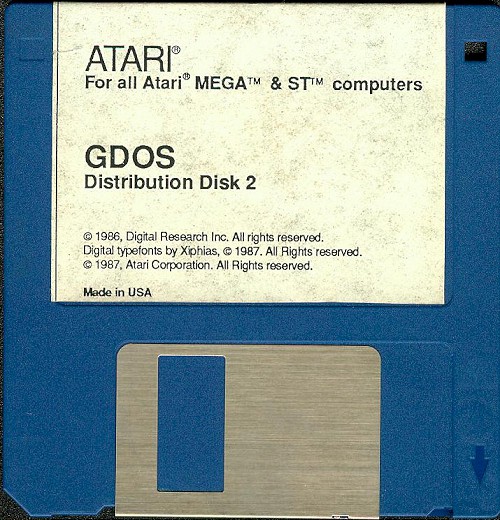 ATARI®
For all Atari® MEGA™ & ST™ computers
GDOS
Distribution Disk 2
© 1986, Digital Research Inc. All rights reserved.
Digital typefonts by Xiphias, © 1987. All Rights reserved.
© 1987, Atari Corporation. All Rights reserved.
Made in USA